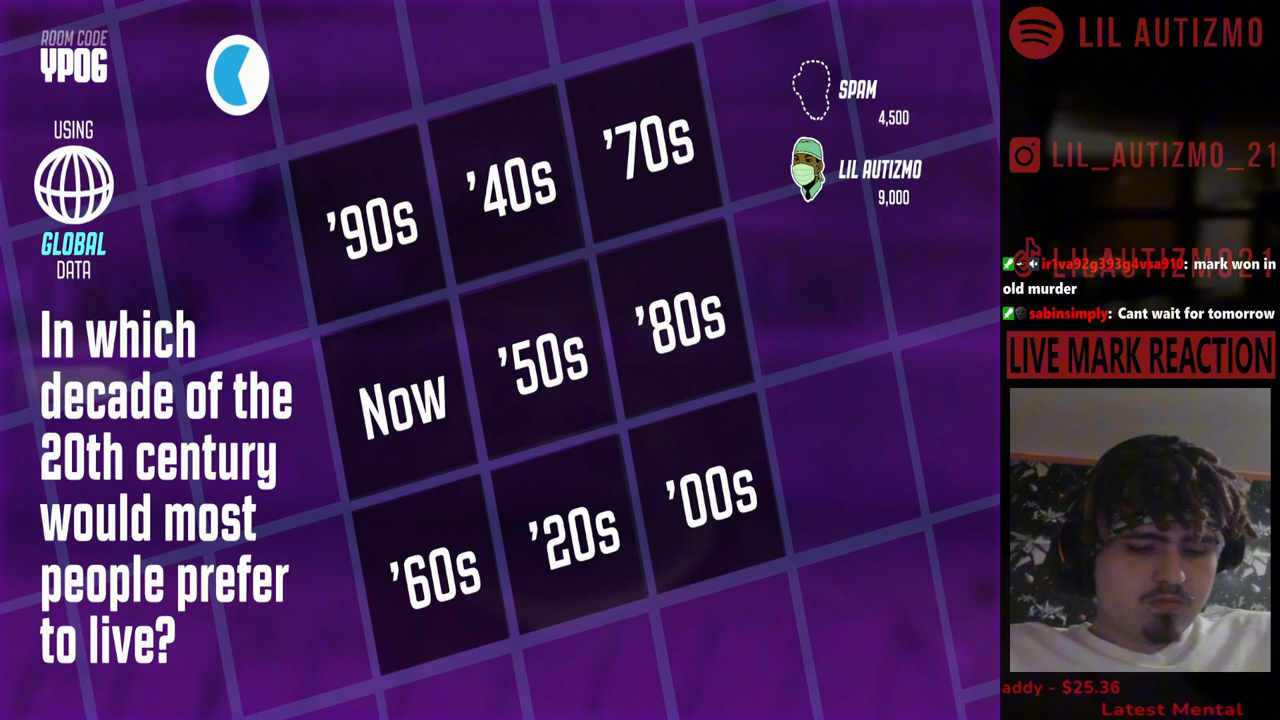 ROOM CODE
YPOG
USING
GLOBAL
DATA
In which
decade of the
20th century
would most
people prefer
to live?
'90s
'40s
'70s
Now
'50s
'80s
'60s
'20s
'00s
SPAM
4,500
LIL AUTIZMO
9,000
LIL AUTIZMO
LIL_AUTIZMO_21
LILAUTIZMO21
ir1va92g393g4vsa910: mark won in
old murder
sabinsimply: Cant wait for tomorrow
LIVE MARK REACTION
addy - $25.36
Latest Mental